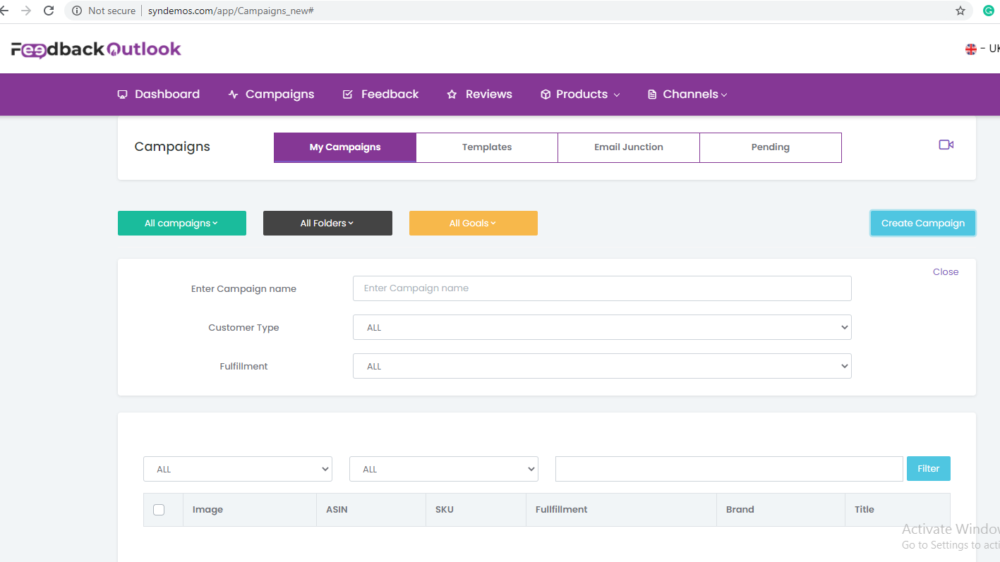 Not secure | syndemos.com/app/Campaigns_new#
FeedbackOutlook
- UK
Dashboard Campaigns Feedback Reviews Products Channels
Campaigns My Campaigns Templates Email Junction Pending
All campaigns All Folders All Goals Create Campaign
Close
Enter Campaign name Enter Campaign name
Customer Type ALL
Fulfillment ALL
ALL ALL Filter
Image ASIN SKU Fullfillment Brand Title
Activate Window
Go to Settings to acti